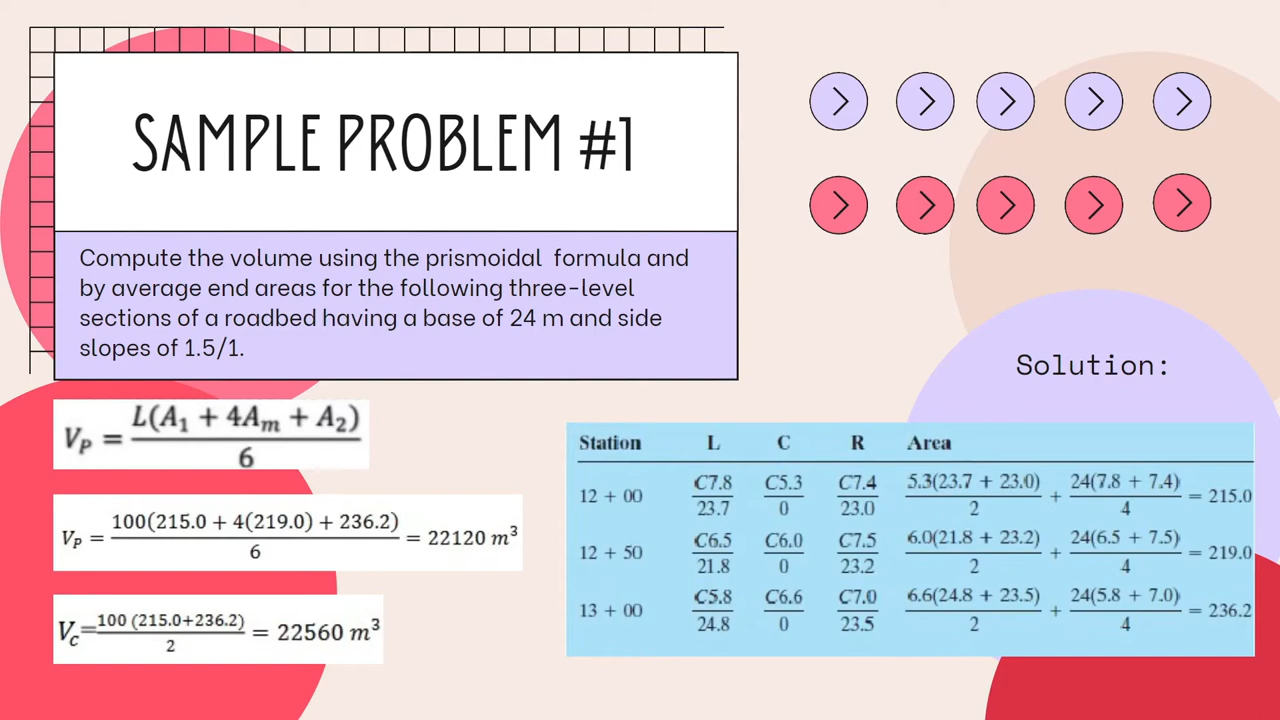 SAMPLE PROBLEM #1
Compute the volume using the prismoidal formula and
by average end areas for the following three-level
sections of a roadbed having a base of 24 m and side
slopes of 1.5/1.
Solution:
V_P = L(A_1 + 4A_m + A_2) / 6
V_P = 100(215.0 + 4(219.0) + 236.2) / 6 = 22120 m³
V_c= 100 (215.0+236.2) / 2 = 22560 m³
Station L C R Area
12 + 00 C7.8/23.7 C5.3/0 C7.4/23.0 5.3(23.7 + 23.0)/2 + 24(7.8 + 7.4)/4 = 215.0
12 + 50 C6.5/21.8 C6.0/0 C7.5/23.2 6.0(21.8 + 23.2)/2 + 24(6.5 + 7.5)/4 = 219.0
13 + 00 C5.8/24.8 C6.6/0 C7.0/23.5 6.6(24.8 + 23.5)/2 + 24(5.8 + 7.0)/4 = 236.2